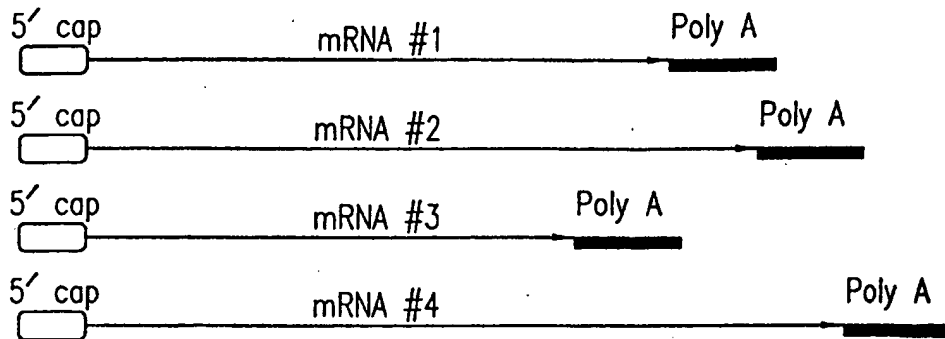 5′ cap mRNA #1 Poly A
5′ cap mRNA #2 Poly A
5′ cap mRNA #3 Poly A
5′ cap mRNA #4 Poly A